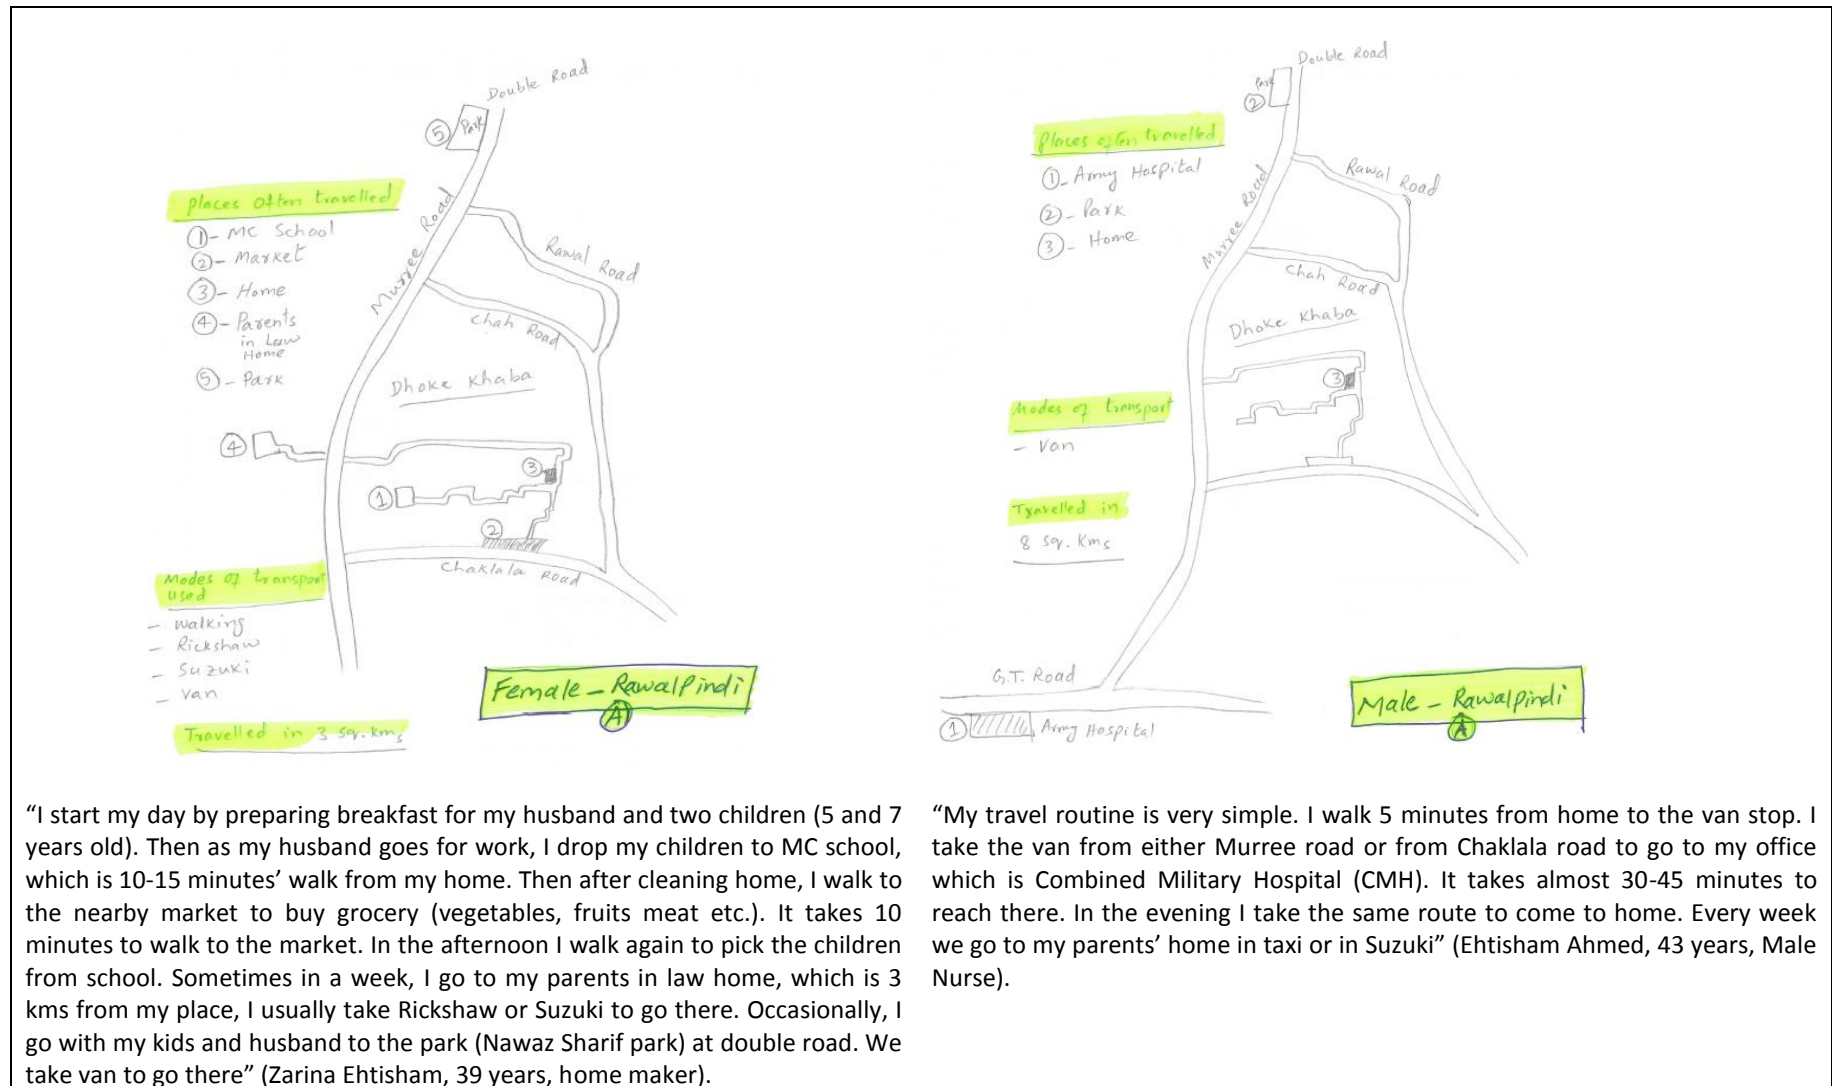 Double Road
Park
5
Places Often travelled
1- MC School
2- Market
3- Home
4- Parents
in Law
Home
5- Park
Murree Road
Rawal Road
Chah Road
Dhoke Khaba
4
3
1
2
Chaklala Road
Modes of transport
used
- walking
- Rickshaw
- Suzuki
- Van
Travelled in 3 sq. kms
Female - Rawalpindi
A
Double Road
Park
2
Places often travelled
1- Army Hospital
2- Park
3- Home
Murree Road
Rawal Road
Chah Road
Dhoke Khaba
3
Modes of transport
- Van
Travelled in
8 sq. Kms
G.T. Road
1
Army Hospital
Male - Rawalpindi
A
“I start my day by preparing breakfast for my husband and two children (5 and 7
years old). Then as my husband goes for work, I drop my children to MC school,
which is 10-15 minutes’ walk from my home. Then after cleaning home, I walk to
the nearby market to buy grocery (vegetables, fruits meat etc.). It takes 10
minutes to walk to the market. In the afternoon I walk again to pick the children
from school. Sometimes in a week, I go to my parents in law home, which is 3
kms from my place, I usually take Rickshaw or Suzuki to go there. Occasionally, I
go with my kids and husband to the park (Nawaz Sharif park) at double road. We
take van to go there” (Zarina Ehtisham, 39 years, home maker).
“My travel routine is very simple. I walk 5 minutes from home to the van stop. I
take the van from either Murree road or from Chaklala road to go to my office
which is Combined Military Hospital (CMH). It takes almost 30-45 minutes to
reach there. In the evening I take the same route to come to home. Every week
we go to my parents’ home in taxi or in Suzuki” (Ehtisham Ahmed, 43 years, Male
Nurse).